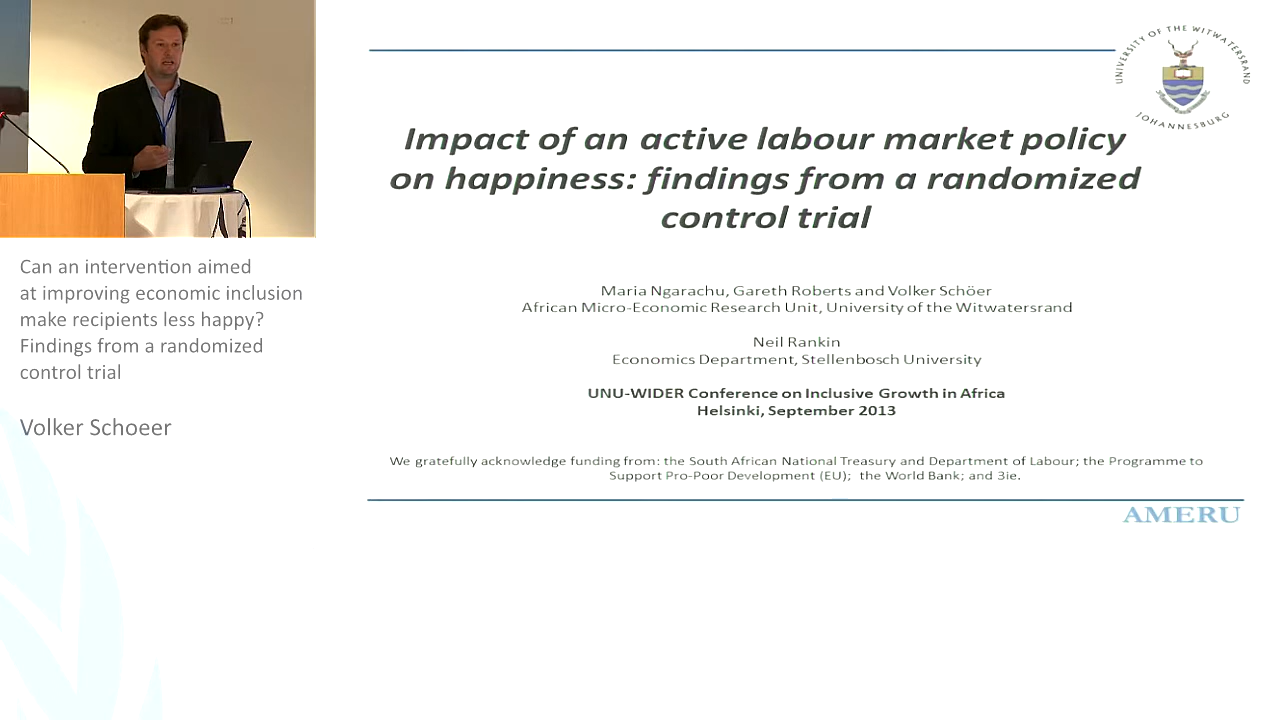 Can an intervention aimed
at improving economic inclusion
make recipients less happy?
Findings from a randomized
control trial
Volker Schoeer
UNIVERSITY OF THE WITWATERSRAND
JOHANNESBURG
Impact of an active labour market policy
on happiness: findings from a randomized
control trial
Maria Ngarachu, Gareth Roberts and Volker Schöer
African Micro-Economic Research Unit, University of the Witwatersrand
Neil Rankin
Economics Department, Stellenbosch University
UNU-WIDER Conference on Inclusive Growth in Africa
Helsinki, September 2013
We gratefully acknowledge funding from: the South African National Treasury and Department of Labour; the Programme to
Support Pro-Poor Development (EU); the World Bank; and 3ie.
AMERU